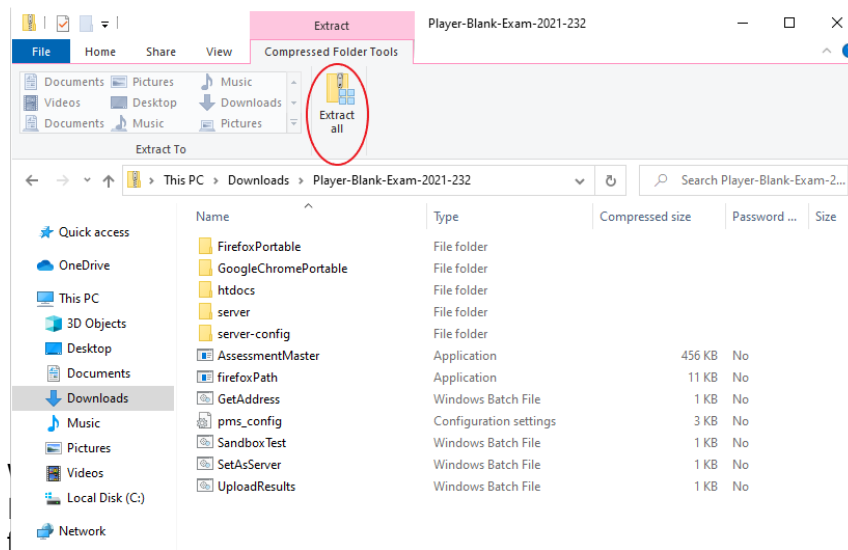 Extract
Player-Blank-Exam-2021-232
File Home Share View Compressed Folder Tools
Documents Pictures Music
Videos Desktop Downloads
Documents Music Pictures
Extract all
Extract To
This PC > Downloads > Player-Blank-Exam-2021-232
Search Player-Blank-Exam-2...
Name Type Compressed size Password ... Size
Quick access
OneDrive
This PC
3D Objects
Desktop
Documents
Downloads
Music
Pictures
Videos
Local Disk (C:)
Network
FirefoxPortable File folder
GoogleChromePortable File folder
htdocs File folder
server File folder
server-config File folder
AssessmentMaster Application 456 KB No
firefoxPath Application 11 KB No
GetAddress Windows Batch File 1 KB No
pms_config Configuration settings 3 KB No
SandboxTest Windows Batch File 1 KB No
SetAsServer Windows Batch File 1 KB No
UploadResults Windows Batch File 1 KB No